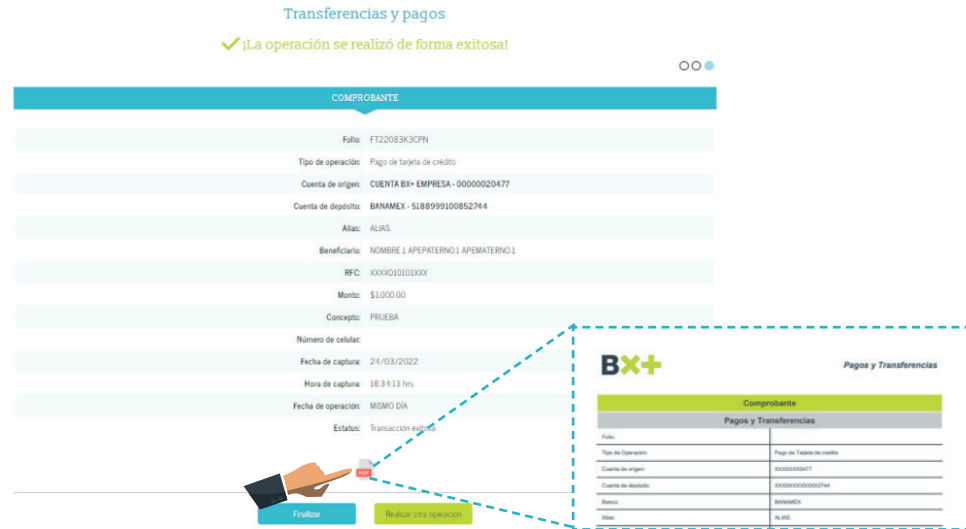 Transferencias y pagos
¡La operación se realizó de forma exitosa!
COMPROBANTE
Folio: FT22083K3CPN
Tipo de operación: Pago de tarjeta de crédito
Cuenta de origen: CUENTA BX+ EMPRESA - 00000020477
Cuenta de depósito: BANAMEX - 5188999100852744
Alias: ALIAS.
Beneficiario: NOMBRE.1 APEPATERNO.1 APEMATERNO.1
RFC: XXXX010101XXX
Monto: $1,000.00
Concepto: PRUEBA
Número de celular:
Fecha de captura: 24/03/2022
Hora de captura: 18:34:13 hrs.
Fecha de operación: MISMO DÍA
Estatus: Transacción exitosa
PDF
Finalizar
Realizar otra operación
BX+
Pagos y Transferencias
Comprobante
Pagos y Transferencias
Folio:
Tipo de Operación: Pago de Tarjeta de credito
Cuenta de origen:
Cuenta de depósito
Banco: BANAMEX
Alias: ALIAS.